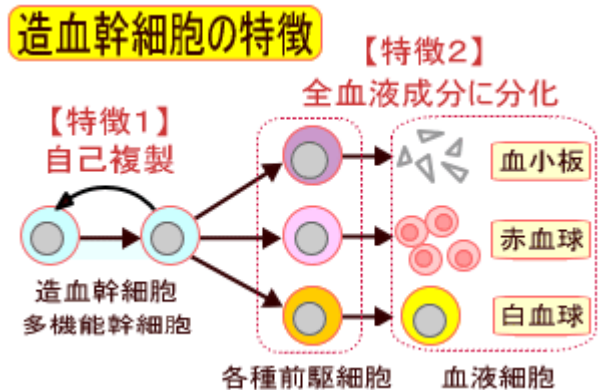 造血幹細胞の特徴
【特徴1】
自己複製
【特徴2】
全血液成分に分化
血小板
赤血球
白血球
造血幹細胞
多機能幹細胞
各種前駆細胞
血液細胞